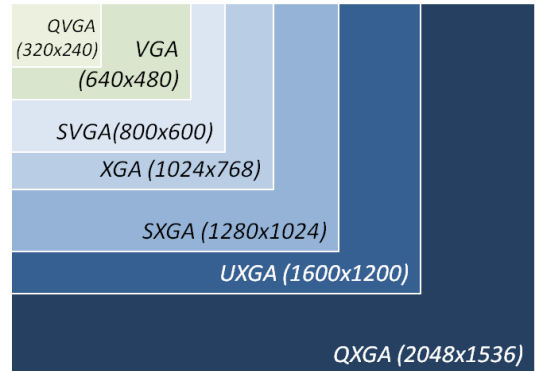 QVGA
(320x240)
VGA
(640x480)
SVGA(800x600)
XGA (1024x768)
SXGA (1280x1024)
UXGA (1600x1200)
QXGA (2048x1536)